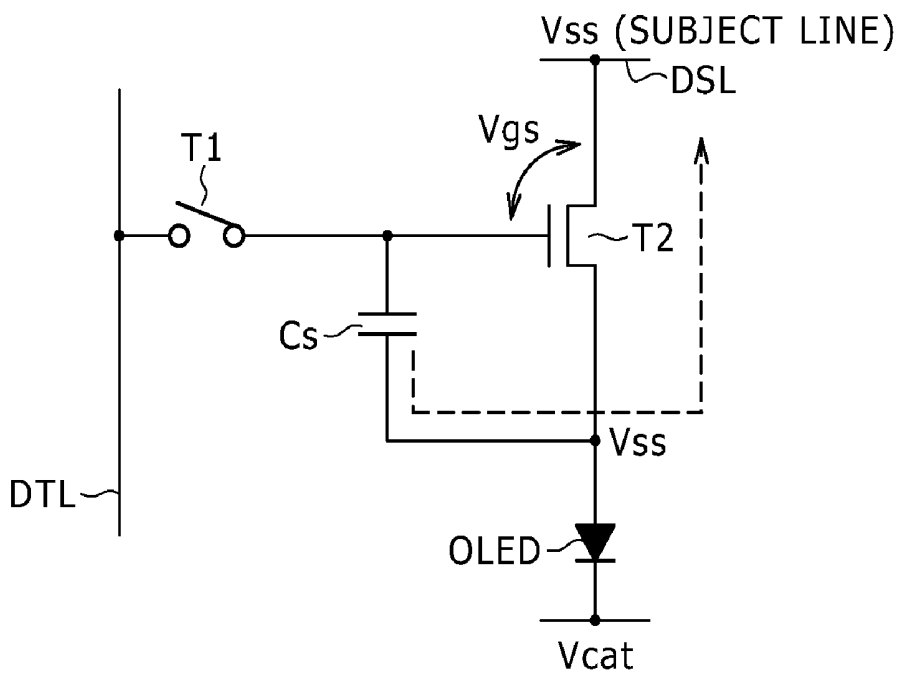 Vss (SUBJECT LINE)
DSL
Vgs
T1
T2
Cs
Vss
DTL
OLED
Vcat